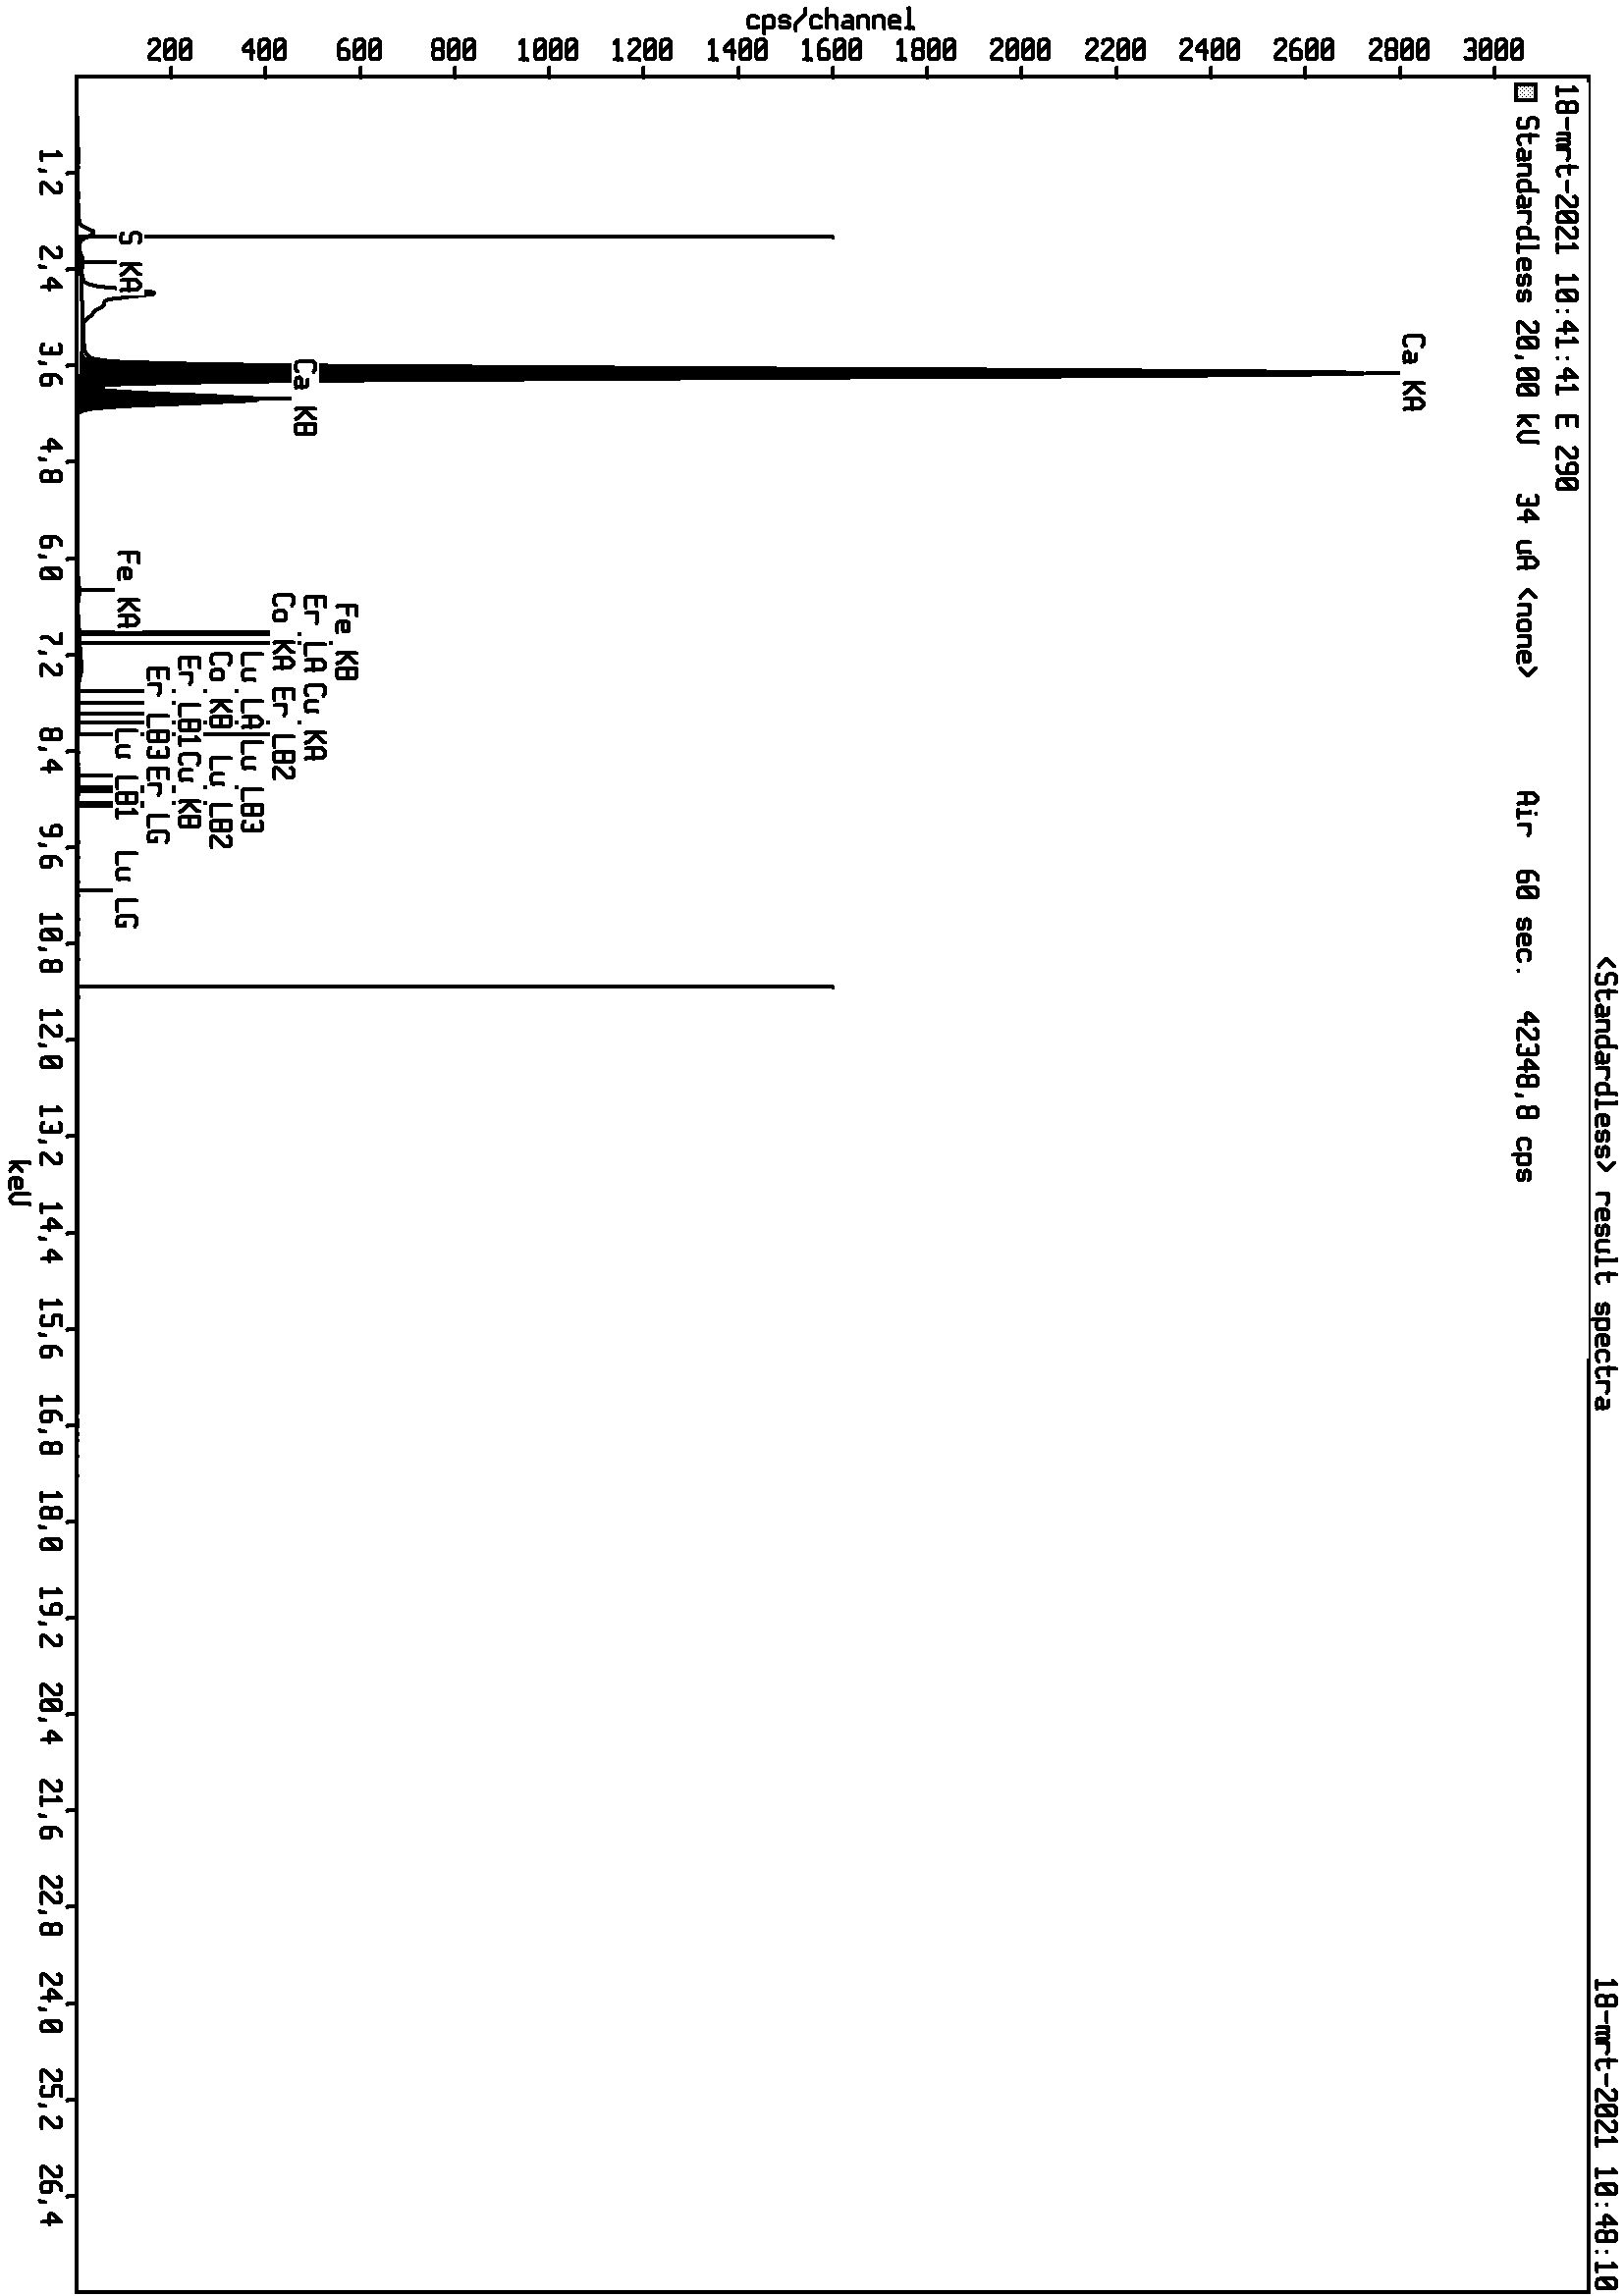 <Standardless> result spectra 18-mrt-2021 10:48:10
18-mrt-2021 10:41:41 E 290
Standardless 20,00 kV 34 uA <none> Air 60 sec. 42348,8 cps
cps/channel
3000
2800
2600
2400
2200
2000
1800
1600
1400
1200
1000
800
600
400
200
Ca KA
Ca KB
S KA
Fe KB
Er LA Cu KA
Co KA Er LB2
Lu LA Lu LB3
Co KB Lu LB2
Er LB1 Cu KB
Er LB3 Er LG
Fe KA Lu LB1 Lu LG
1,2 2,4 3,6 4,8 6,0 7,2 8,4 9,6 10,8 12,0 13,2 14,4 15,6 16,8 18,0 19,2 20,4 21,6 22,8 24,0 25,2 26,4
keV